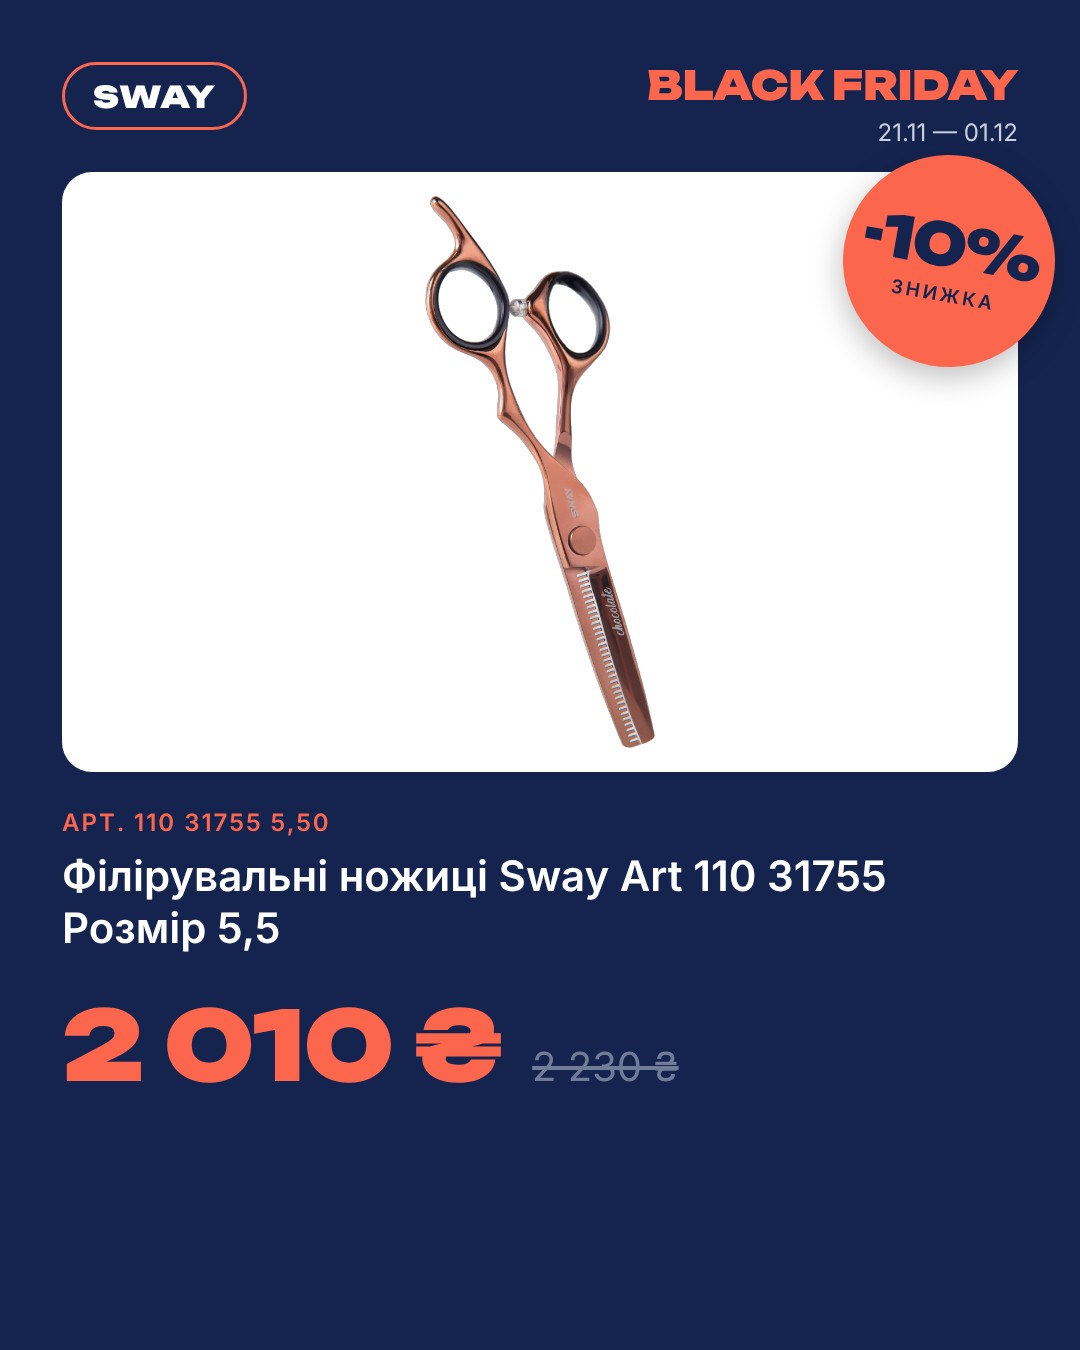 SWAY
BLACK FRIDAY
21.11 — 01.12
-10%
ЗНИЖКА
SWAY
chocolate
АРТ. 110 31755 5,50
Філірувальні ножиці Sway Art 110 31755
Розмір 5,5
2 010 ₴ 2 230 ₴